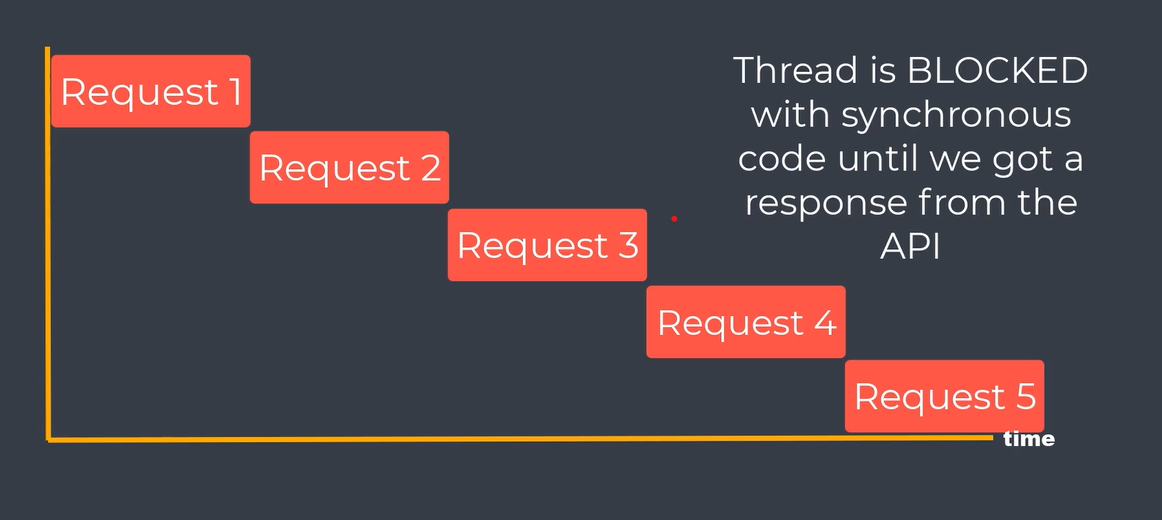 Request 1
Thread is BLOCKED
with synchronous
code until we got a
response from the
API
Request 2
Request 3
Request 4
Request 5
time